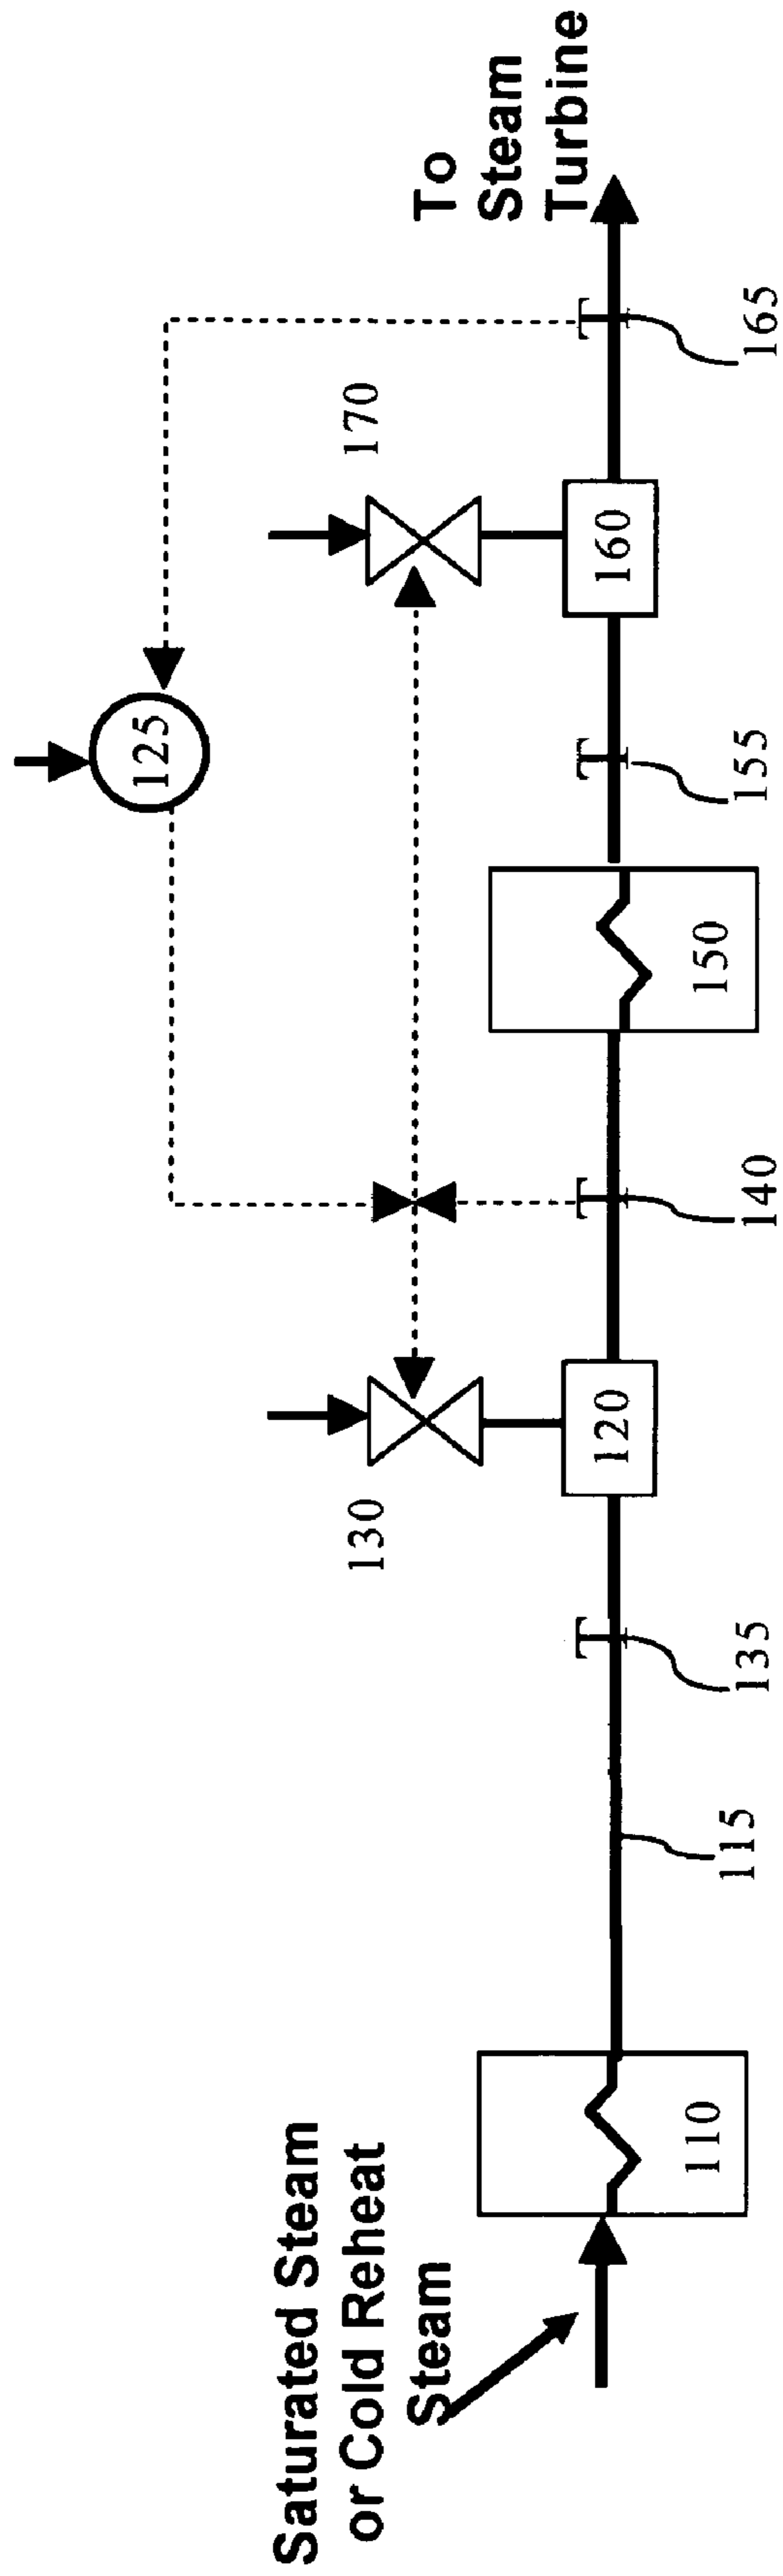 Saturated Steam
or Cold Reheat
Steam
To
Steam
Turbine
125
130
170
110
120
150
160
115
135
140
155
165